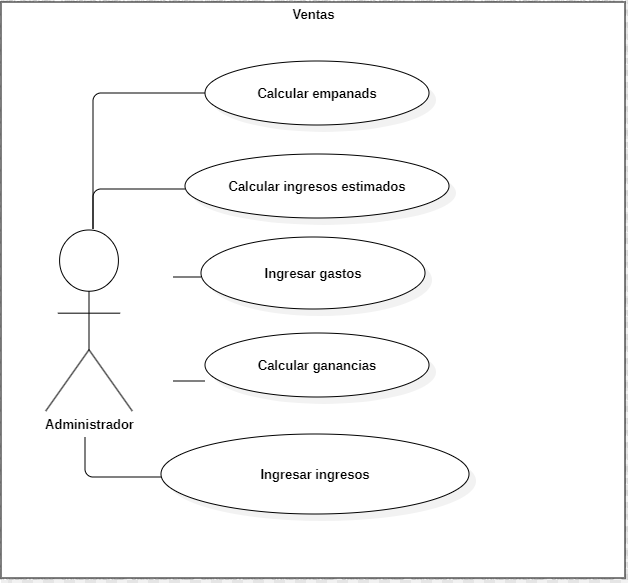 Ventas
Calcular empanads
Calcular ingresos estimados
Ingresar gastos
Calcular ganancias
Administrador
Ingresar ingresos